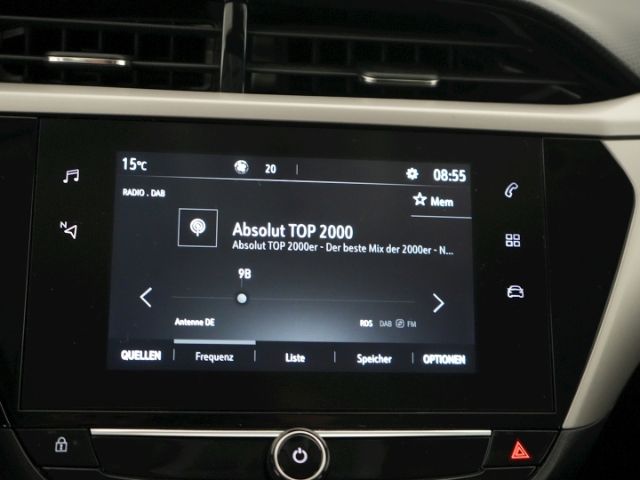 15°C 20 08:55
RADIO . DAB
Mem
Absolut TOP 2000
Absolut TOP 2000er - Der beste Mix der 2000er - N...
N
9B
Antenne DE RDS DAB FM
QUELLEN Frequenz Liste Speicher OPTIONEN